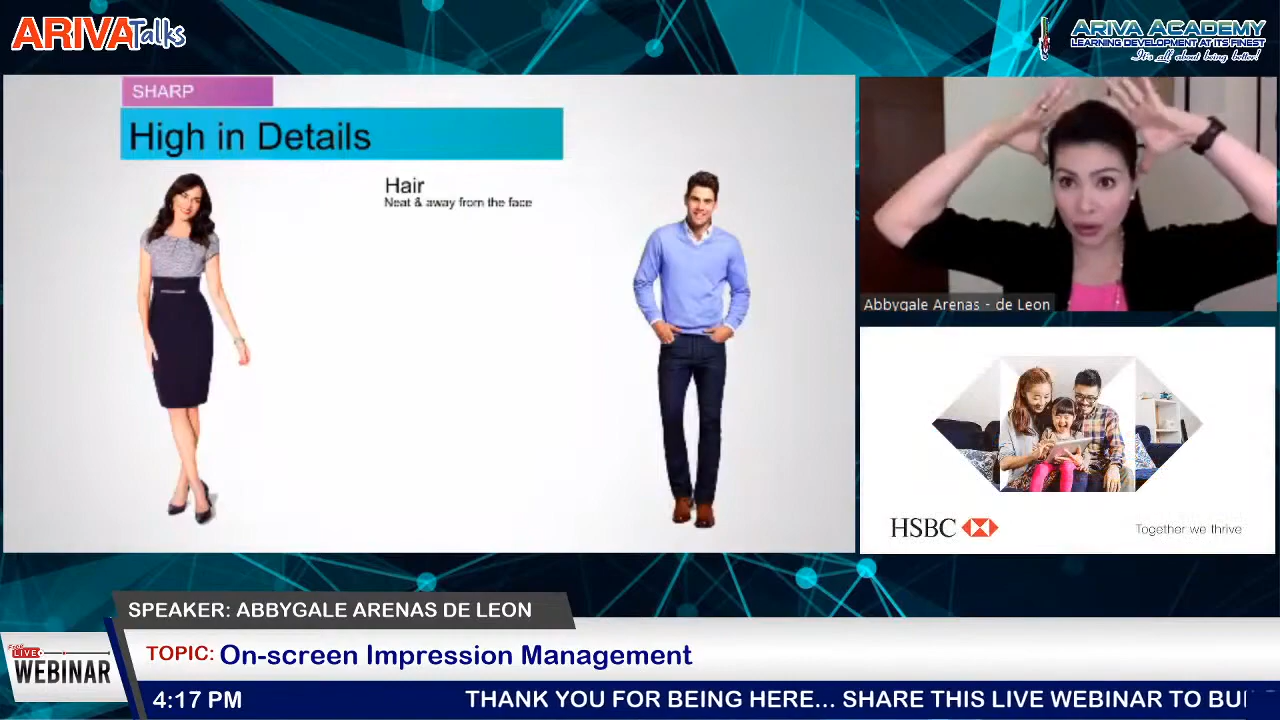 ARIVATalks
ARIVA ACADEMY
LEARNING DEVELOPMENT AT ITS FINEST
It's all about being better!
SHARP
High in Details
Hair
Neat & away from the face
Abbygale Arenas - de Leon
HSBC
Together we thrive
SPEAKER: ABBYGALE ARENAS DE LEON
Free LIVE
WEBINAR
TOPIC: On-screen Impression Management
4:17 PM
THANK YOU FOR BEING HERE... SHARE THIS LIVE WEBINAR TO BUI